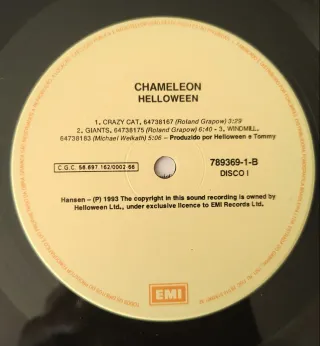 CHAMELEON
HELLOWEEN
1. CRAZY CAT, 64738167 (Roland Grapow) 3:29
2. GIANTS, 64738175 (Roland Grapow) 6:40 - 3. WINDMILL,
64738183 (Michael Weikath) 5:06 - Produzido por Helloween e Tommy
C.G.C. 68 697 162/0002-86
789369-1-B
DISCO I
Hansen - (P) 1993 The copyright in this sound recording is owned by
Helloween Ltd., under exclusive licence to EMI Records Ltd.
EMI